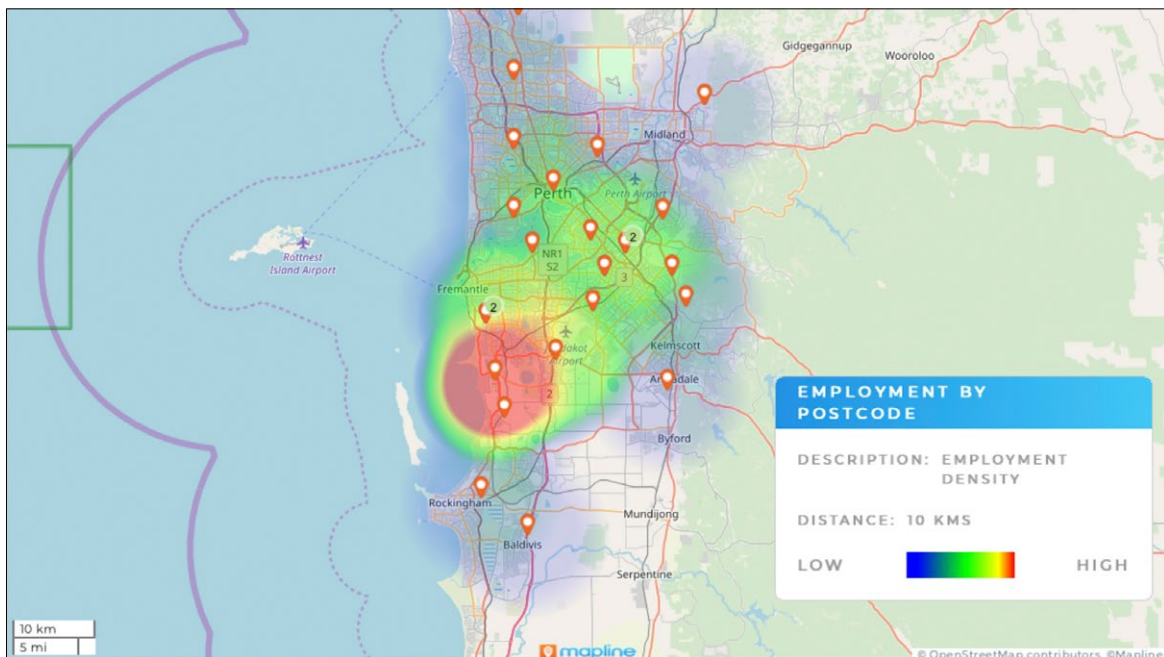 Gidgegannup
Wooroloo
Midland
Perth
Perth Airport
2
Rottnest
Island Airport
NR1
S2
3
Fremantle
2
Airport
Kelmscott
2
Byford
Rockingham
Mundijong
Baldivis
Serpentine
EMPLOYMENT BY
POSTCODE
DESCRIPTION: EMPLOYMENT
DENSITY
DISTANCE: 10 KMS
LOW HIGH
10 km
5 mi
mapline
© OpenStreetMap contributors, ©Mapline